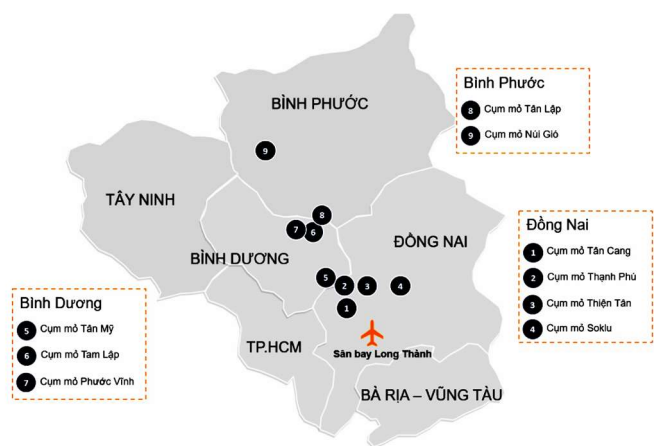 BÌNH PHƯỚC
9
TÂY NINH
8
7
6
BÌNH DƯƠNG
ĐỒNG NAI
5
2
3
4
1
TP.HCM
Sân bay Long Thành
BÀ RỊA – VŨNG TÀU
Bình Phước
8 Cụm mỏ Tân Lập
9 Cụm mỏ Núi Gió
Đồng Nai
1 Cụm mỏ Tân Cang
2 Cụm mỏ Thạnh Phú
3 Cụm mỏ Thiện Tân
4 Cụm mỏ Soklu
Bình Dương
5 Cụm mỏ Tân Mỹ
6 Cụm mỏ Tam Lập
7 Cụm mỏ Phước Vĩnh